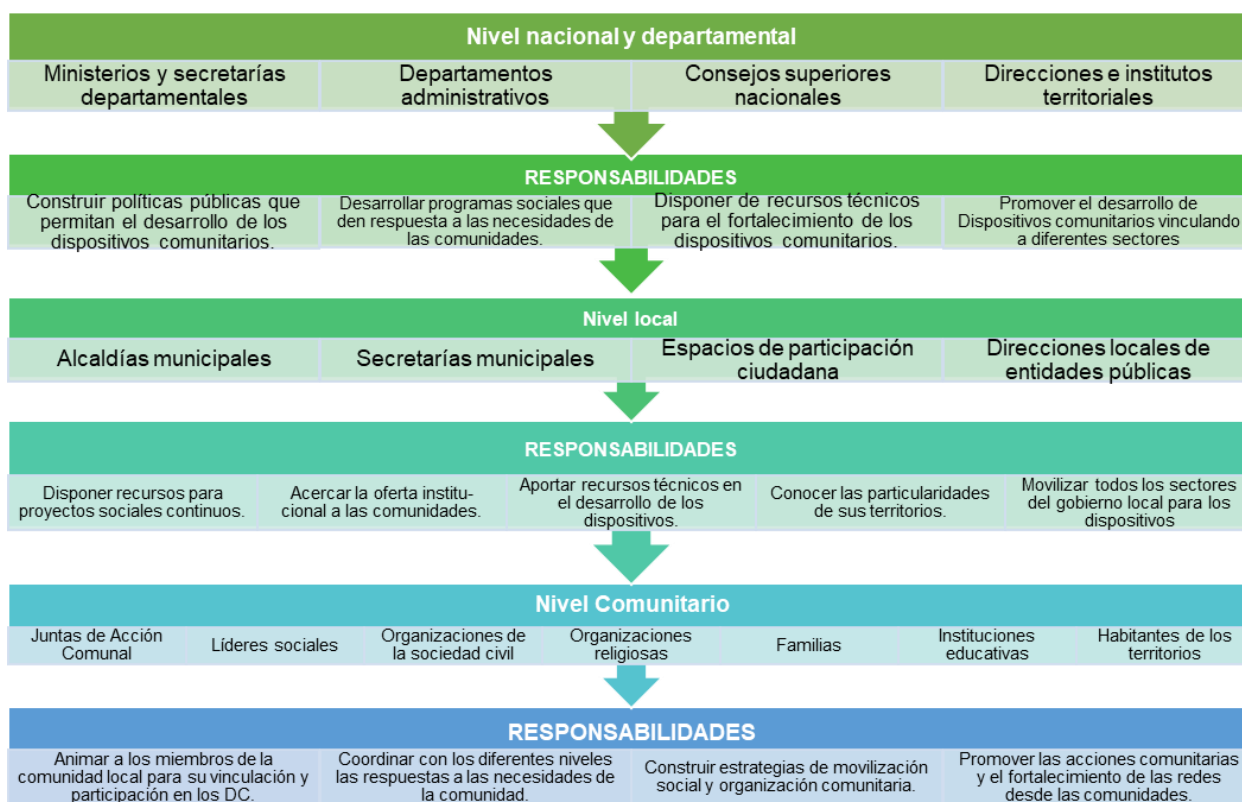 Nivel nacional y departamental
Ministerios y secretarías
departamentales
Departamentos
administrativos
Consejos superiores
nacionales
Direcciones e institutos
territoriales
RESPONSABILIDADES
Construir políticas públicas que
permitan el desarrollo de los
dispositivos comunitarios.
Desarrollar programas sociales que
den respuesta a las necesidades de
las comunidades.
Disponer de recursos técnicos
para el fortalecimiento de los
dispositivos comunitarios.
Promover el desarrollo de
Dispositivos comunitarios vinculando
a diferentes sectores
Nivel local
Alcaldías municipales
Secretarías municipales
Espacios de participación
ciudadana
Direcciones locales de
entidades públicas
RESPONSABILIDADES
Disponer recursos para
proyectos sociales continuos.
Acercar la oferta institu-
cional a las comunidades.
Aportar recursos técnicos en
el desarrollo de los
dispositivos.
Conocer las particularidades
de sus territorios.
Movilizar todos los sectores
del gobierno local para los
dispositivos
Nivel Comunitario
Juntas de Acción
Comunal
Líderes sociales
Organizaciones de
la sociedad civil
Organizaciones
religiosas
Familias
Instituciones
educativas
Habitantes de los
territorios
RESPONSABILIDADES
Animar a los miembros de la
comunidad local para su vinculación y
participación en los DC.
Coordinar con los diferentes niveles
las respuestas a las necesidades de
la comunidad.
Construir estrategias de movilización
social y organización comunitaria.
Promover las acciones comunitarias
y el fortalecimiento de las redes
desde las comunidades.